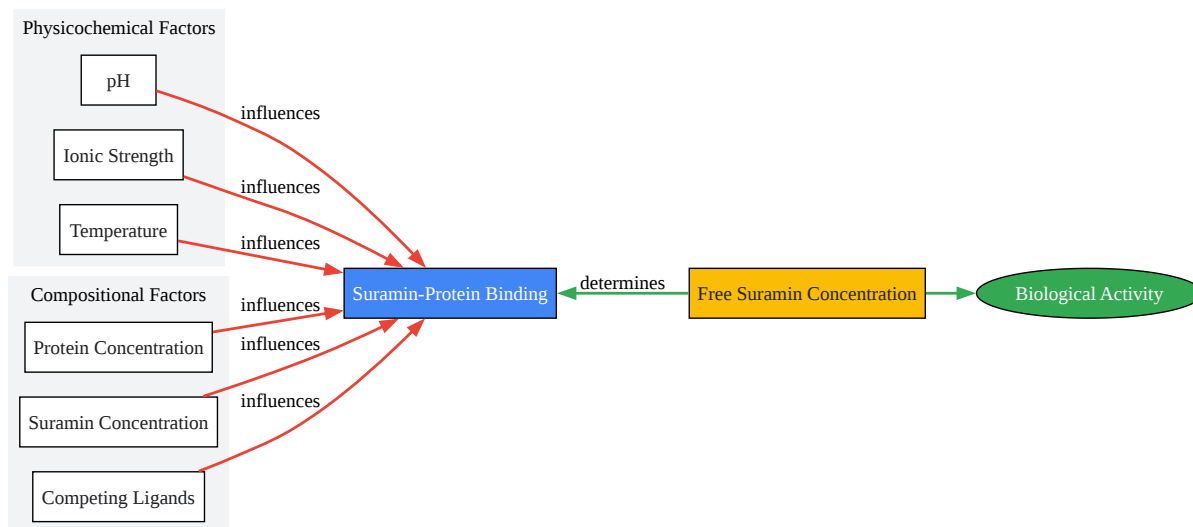 Physicochemical Factors
pH
influences
Ionic Strength
influences
Temperature
influences
Compositional Factors
Protein Concentration
influences
Suramin Concentration
influences
Competing Ligands
influences
Suramin-Protein Binding
determines
Free Suramin Concentration
Biological Activity